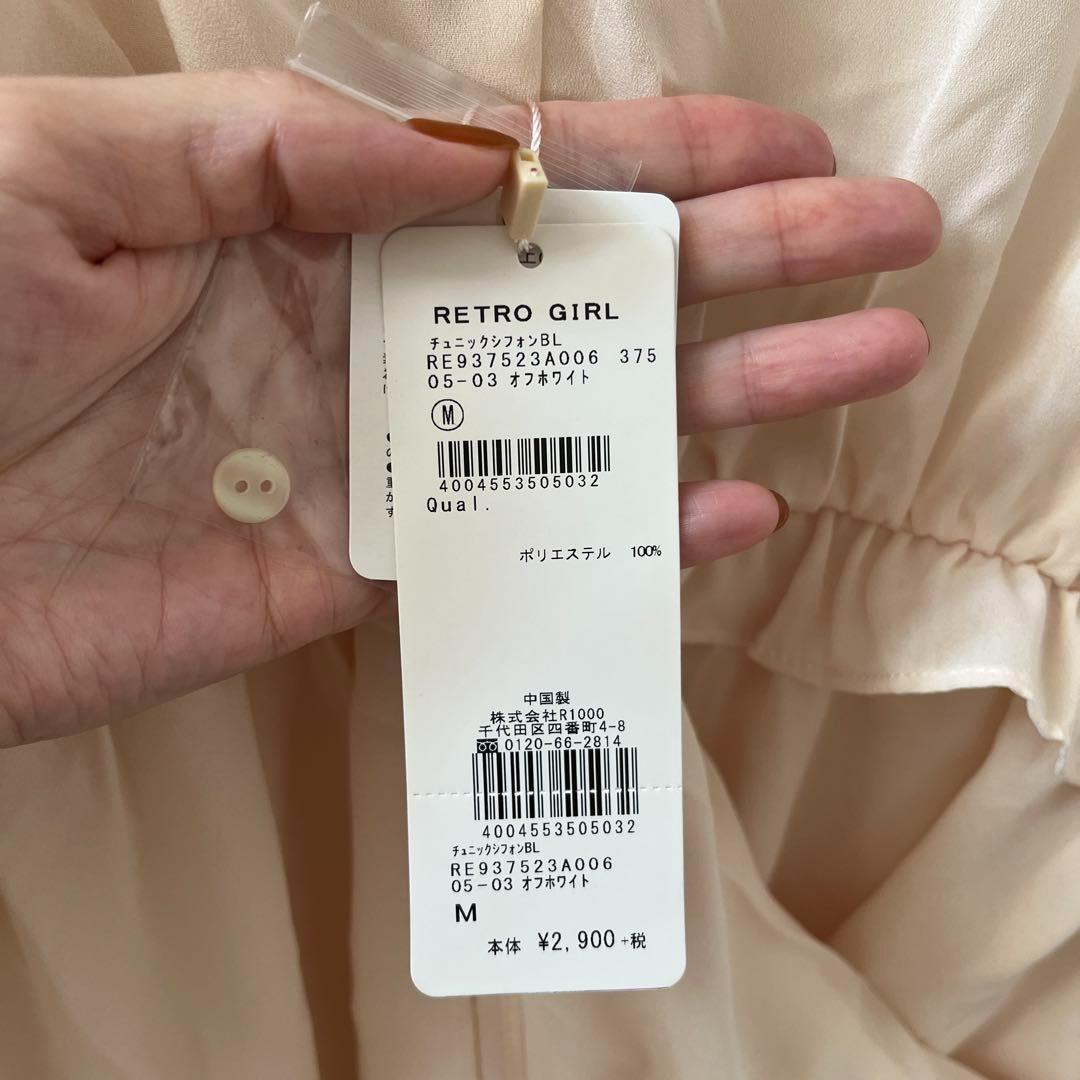 上
RETRO GIRL
ﾁｭﾆｯｸｼﾌｫﾝBL
RE937523A006 375
05-03 ｵﾌﾎﾜｲﾄ
M
4004553505032
Qual.
ポリエステル 100%
中国製
株式会社R1000
千代田区四番町4-8
0120-66-2814
4004553505032
ﾁｭﾆｯｸｼﾌｫﾝBL
RE937523A006
05-03 ｵﾌﾎﾜｲﾄ
M
本体 ¥2,900+税